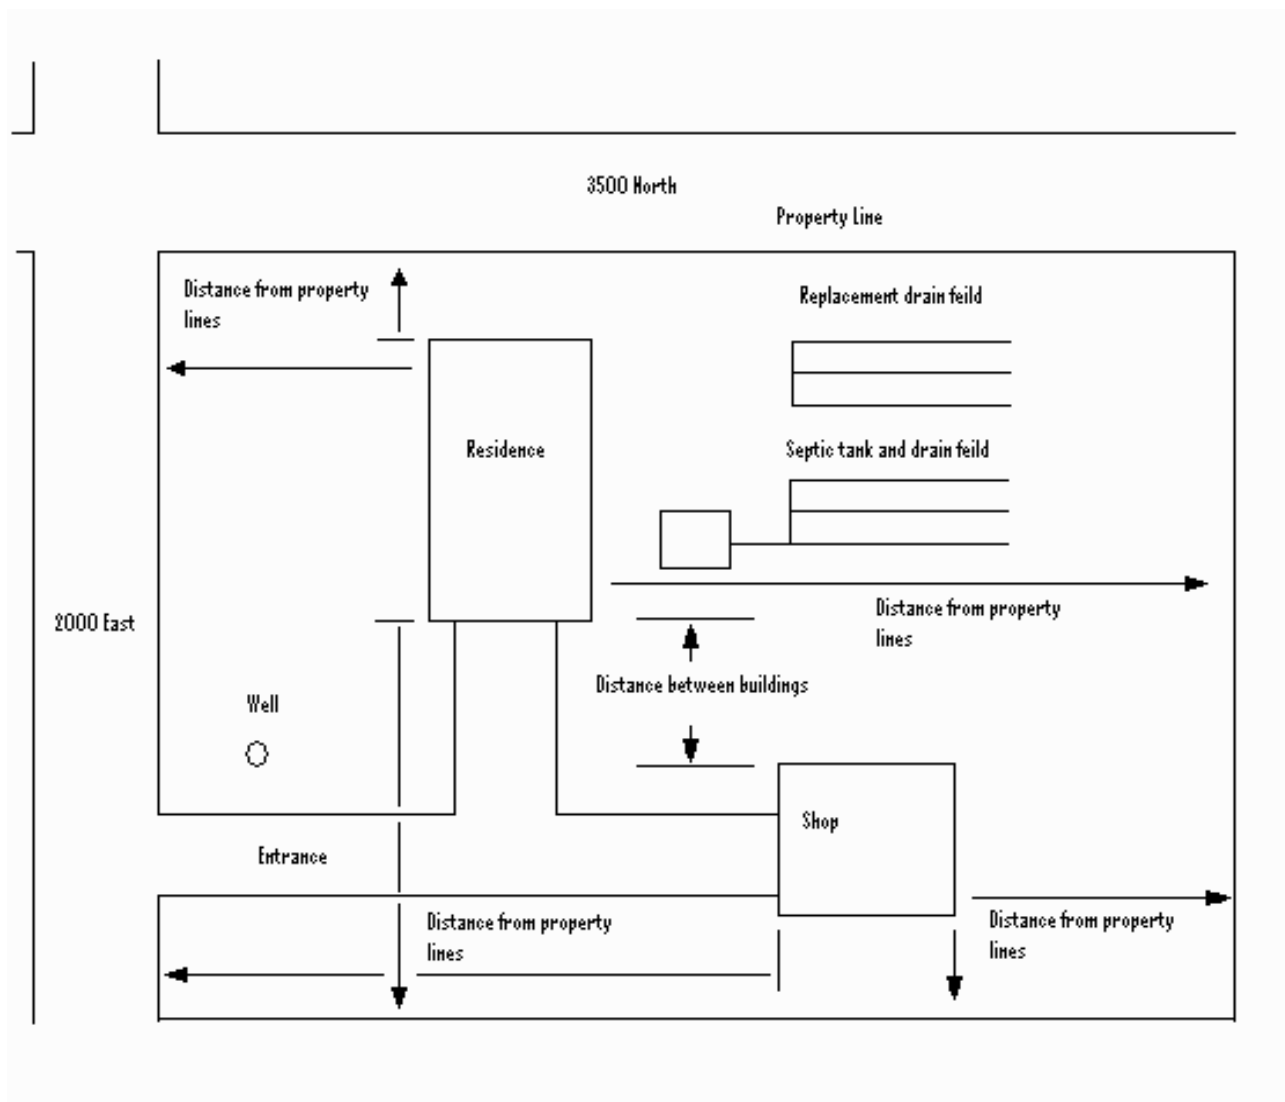 3500 North
Property Line
Distance from property
lines
Replacement drain feild
Residence
Septic tank and drain feild
Distance from property
lines
2000 East
Distance between buildings
Well
Shop
Entrance
Distance from property
lines
Distance from property
lines